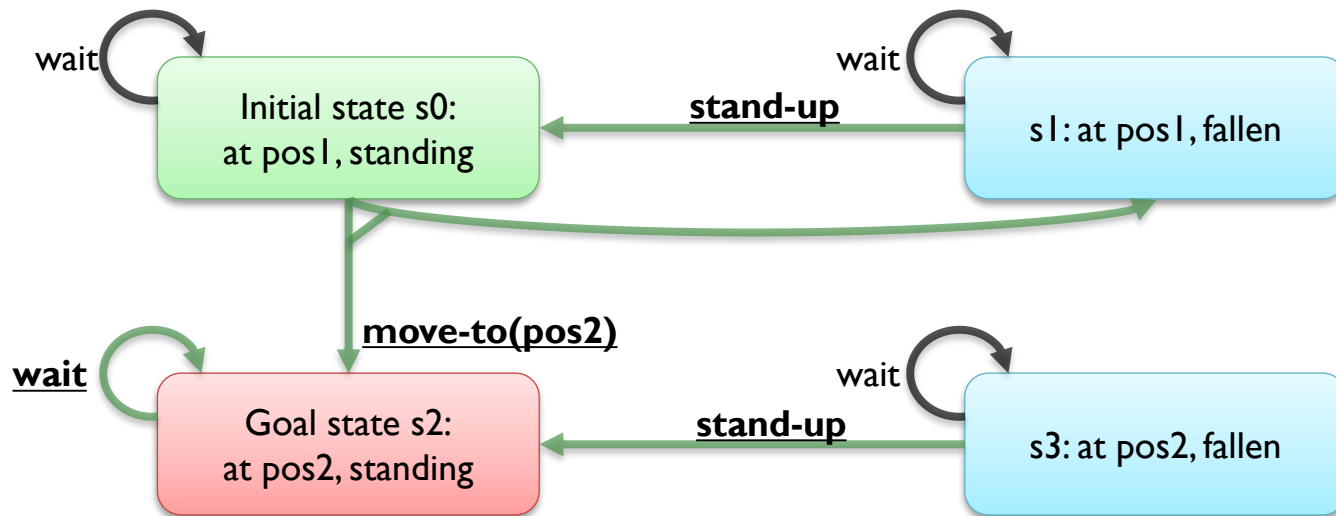 wait
Initial state s0:
at pos1, standing
stand-up
wait
s1: at pos1, fallen
move-to(pos2)
wait
Goal state s2:
at pos2, standing
stand-up
wait
s3: at pos2, fallen